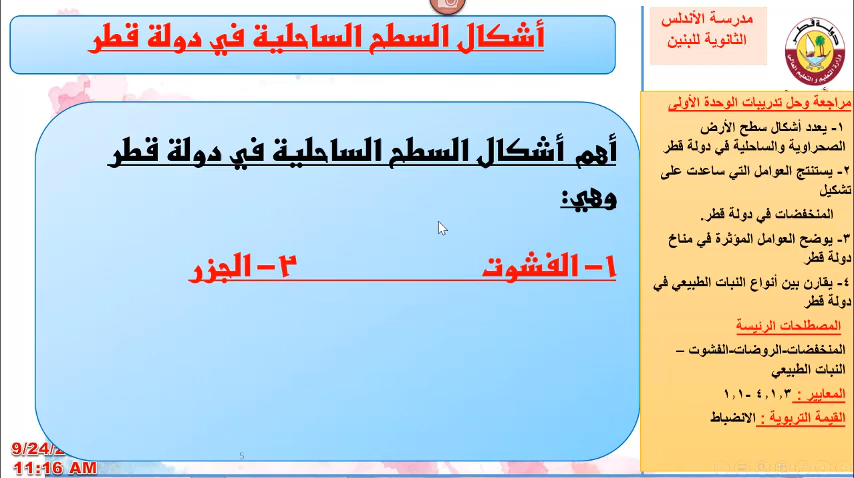 أشكال السطح الساحلية في دولة قطر
مدرسة الأندلس
الثانوية للبنين
أهم أشكال السطح الساحلية في دولة قطر
وهي:
١- الفشوت
٢- الجزر
مراجعة وحل تدريبات الوحدة الأولى
١- يعدد أشكال سطح الأرض
الصحراوية والساحلية في دولة قطر
٢- يستنتج العوامل التي ساعدت على
تشكيل
المنخفضات في دولة قطر.
٣- يوضح العوامل المؤثرة في مناخ
دولة قطر
٤- يقارن بين أنواع النبات الطبيعي في
دولة قطر
المصطلحات الرئيسة
المنخفضات-الروضات-الفشوت –
النبات الطبيعي
المعايير : ٤,١,٣ -١,١
القيمة التربوية : الانضباط
9/24/2
11:16 AM
5